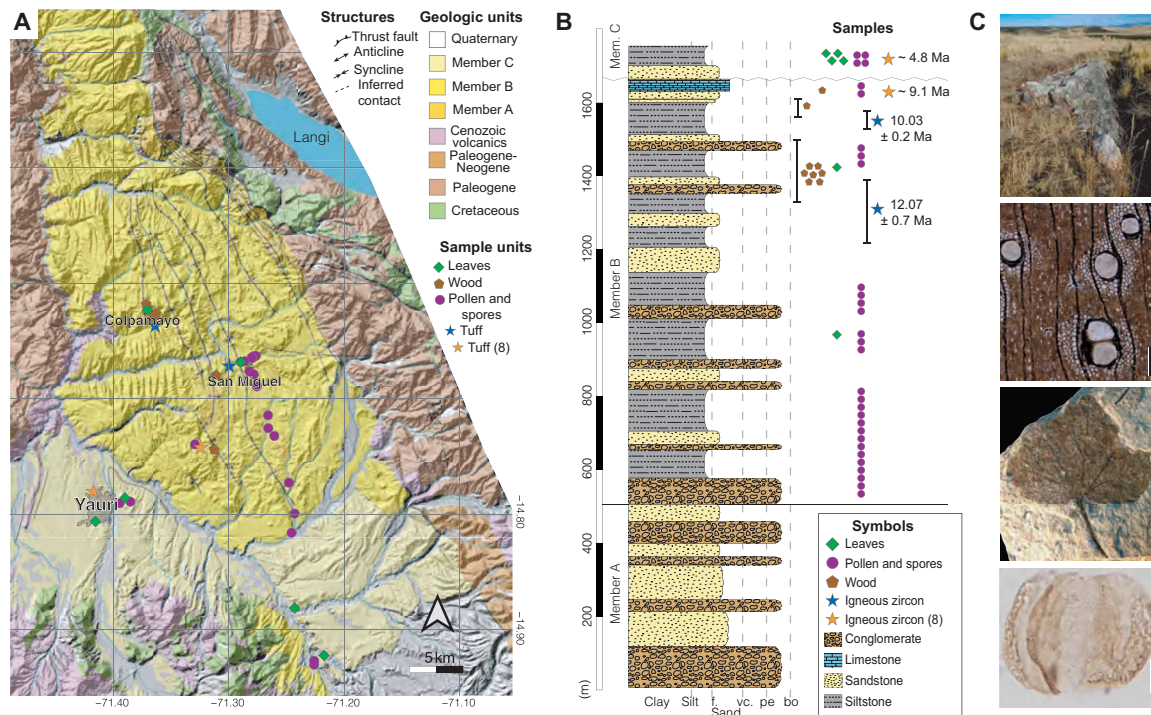 A
Structures
Thrust fault
Anticline
Syncline
Inferred
contact
Geologic units
Quaternary
Member C
Member B
Member A
Cenozoic
volcanics
Paleogene-
Neogene
Paleogene
Cretaceous
Sample units
Leaves
Wood
Pollen and
spores
Tuff
Tuff (8)
Langi
Colpamayo
San Miguel
Yauri
−14.80
−14.90
5 km
−71.40
−71.30
−71.20
−71.10
B
Samples
Mem. C
Member B
Member A
1600
1400
1200
1000
800
600
400
200
(m)
~ 4.8 Ma
~ 9.1 Ma
10.03
± 0.2 Ma
12.07
± 0.7 Ma
Clay Silt f. vc. pe bo
Sand
Symbols
Leaves
Pollen and spores
Wood
Igneous zircon
Igneous zircon (8)
Conglomerate
Limestone
Sandstone
Siltstone
C